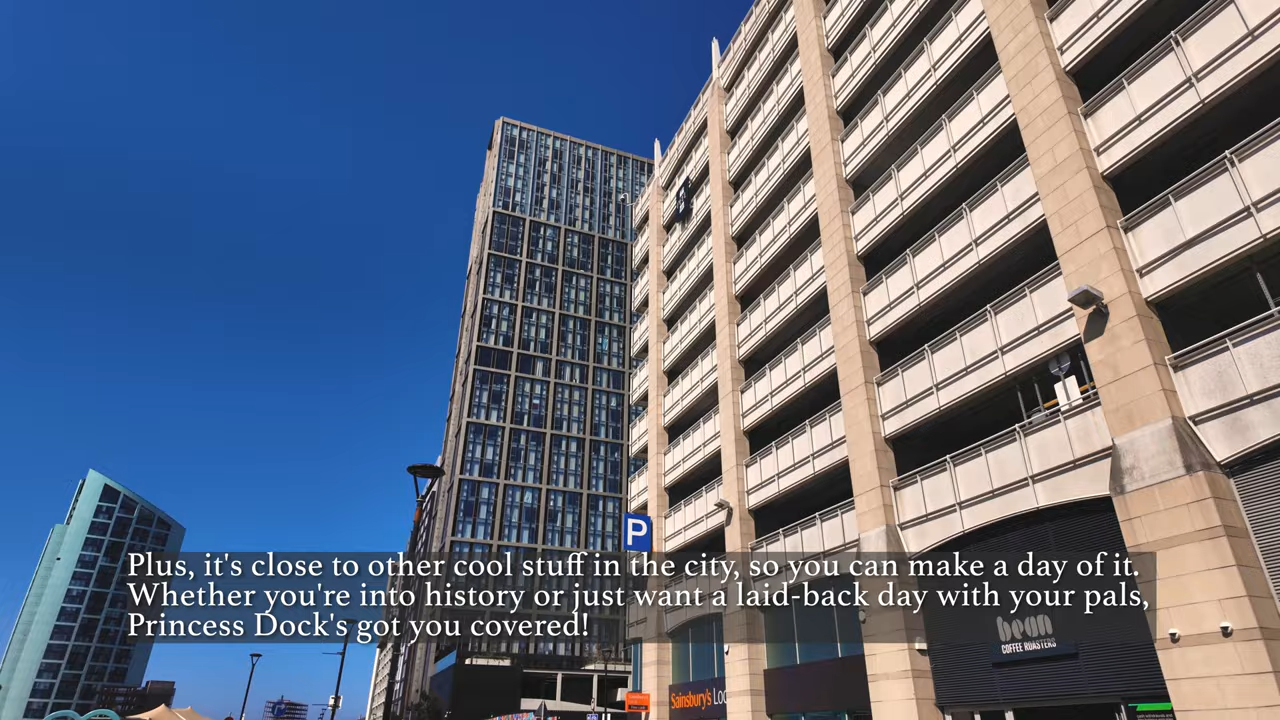 P
Plus, it's close to other cool stuff in the city, so you can make a day of it.
Whether you're into history or just want a laid-back day with your pals,
Princess Dock's got you covered!
bean
COFFEE ROASTERS
Sainsbury's Loc